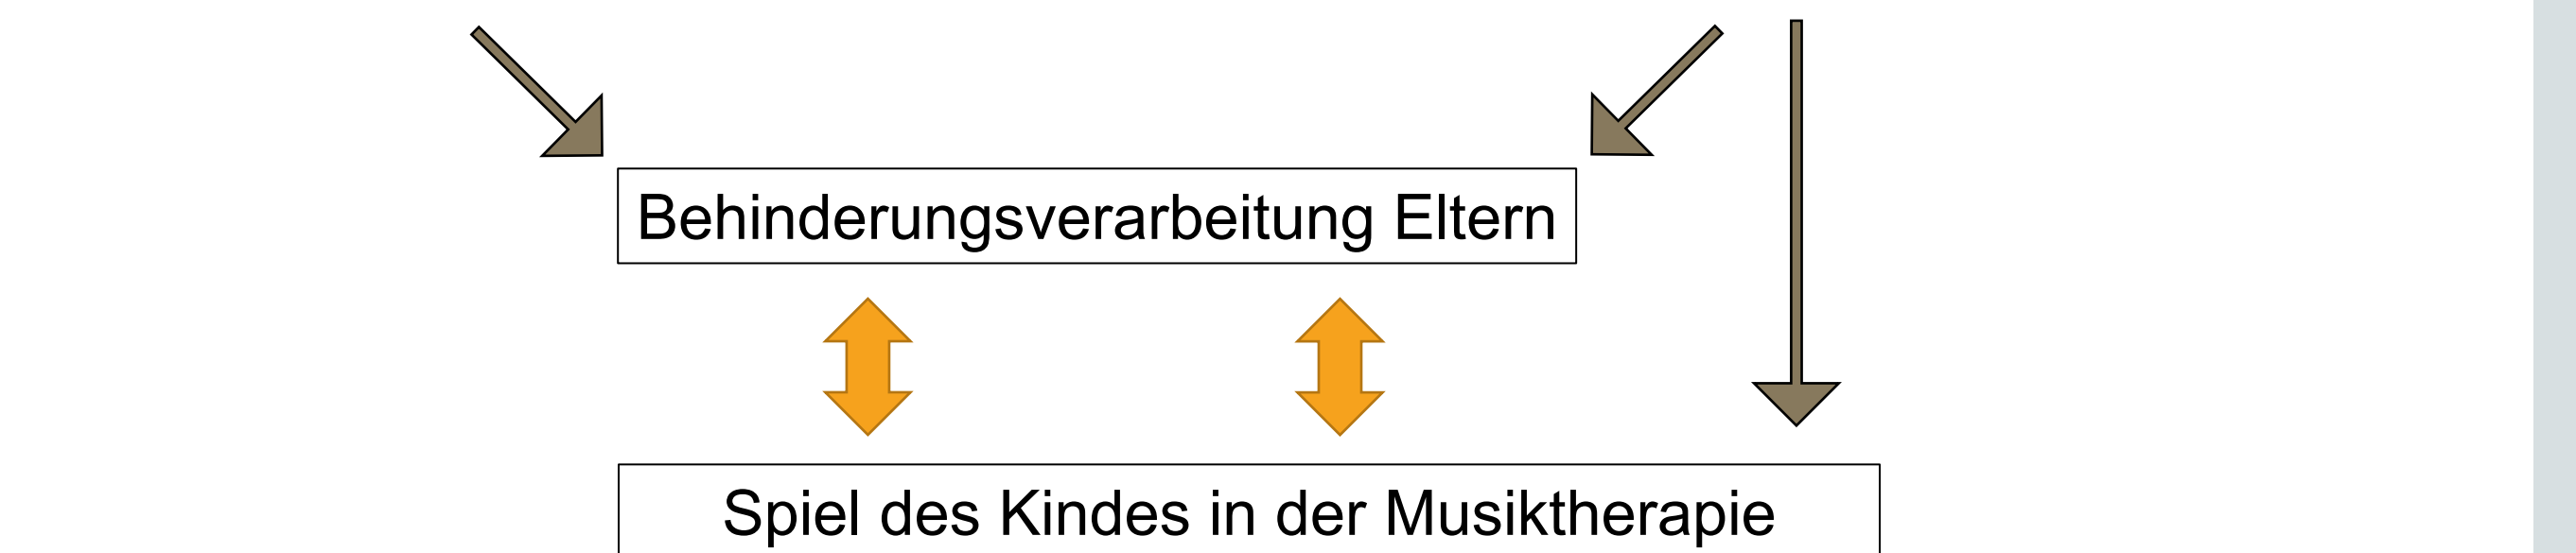 Behinderungsverarbeitung Eltern
Spiel des Kindes in der Musiktherapie